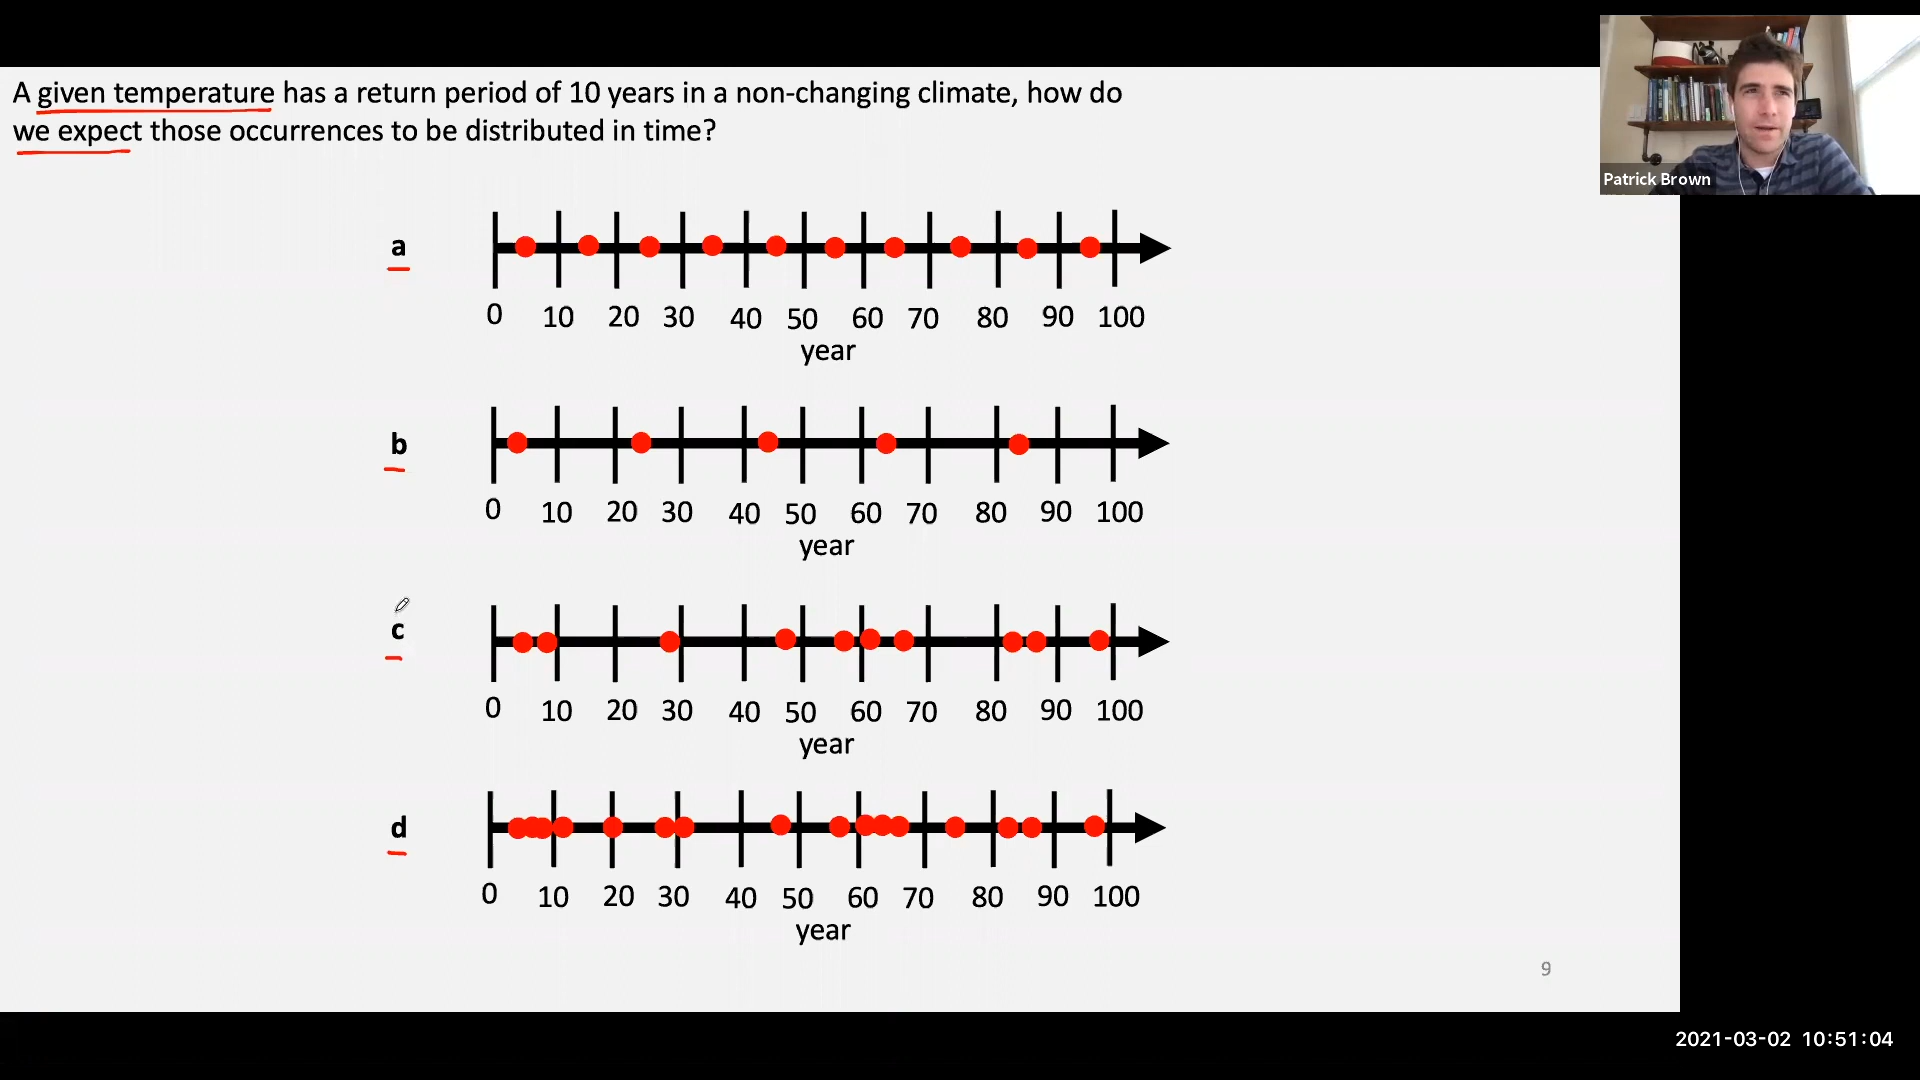 A given temperature has a return period of 10 years in a non-changing climate, how do
we expect those occurrences to be distributed in time?
Patrick Brown
a
0 10 20 30 40 50 60 70 80 90 100
year
b
0 10 20 30 40 50 60 70 80 90 100
year
c
0 10 20 30 40 50 60 70 80 90 100
year
d
0 10 20 30 40 50 60 70 80 90 100
year
9
2021-03-02 10:51:04